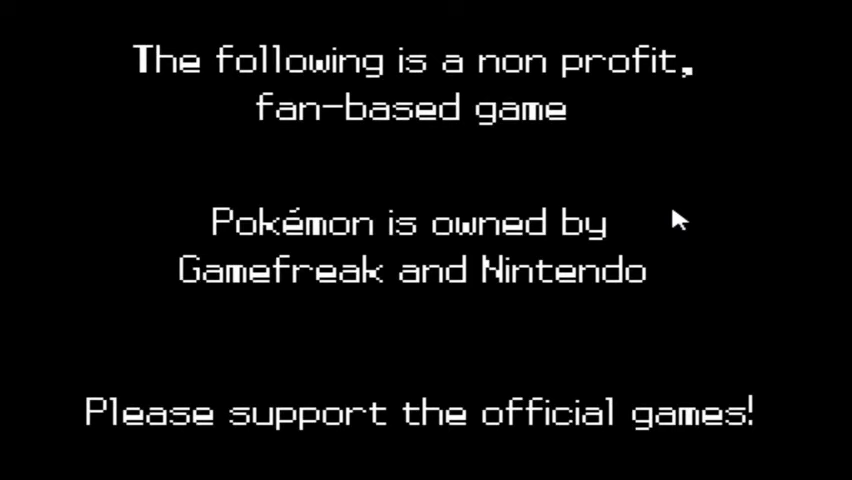 The following is a non profit,
fan-based game
Pokémon is owned by
Gamefreak and Nintendo
Please support the official games!